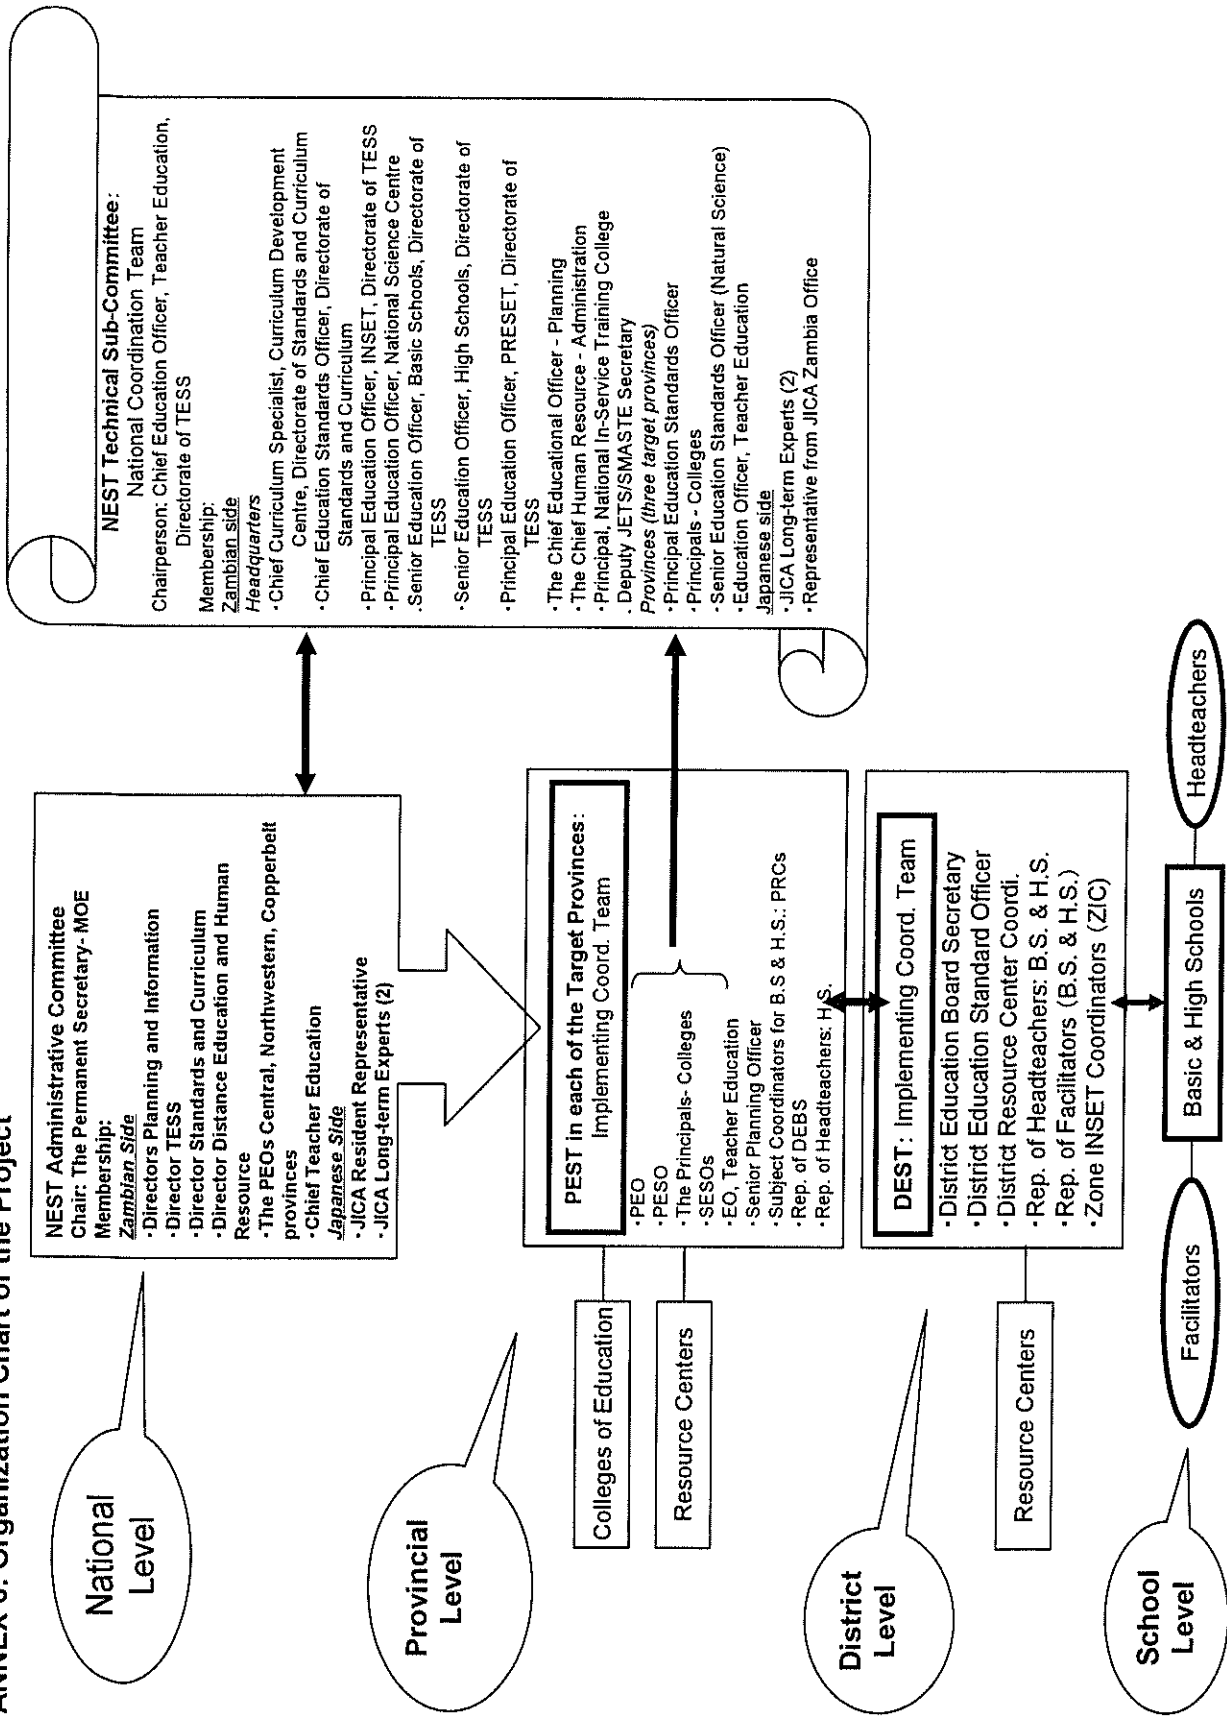 ANNEX 6: Organization Chart of the Project
National
Level
NEST Administrative Committee
Chair: The Permanent Secretary- MOE
Membership:
Zambian Side
·Directors Planning and Information
·Director TESS
·Director Standards and Curriculum
·Director Distance Education and Human
Resource
·The PEOs Central, Northwestern, Copperbelt
provinces
·Chief Teacher Education
Japanese Side
·JICA Resident Representative
·JICA Long-term Experts (2)
NEST Technical Sub-Committee:
National Coordination Team
Chairperson: Chief Education Officer, Teacher Education,
Directorate of TESS
Membership:
Zambian side
Headquarters
·Chief Curriculum Specialist, Curriculum Development
Centre, Directorate of Standards and Curriculum
·Chief Education Standards Officer, Directorate of
Standards and Curriculum
·Principal Education Officer, INSET, Directorate of TESS
·Principal Education Officer, National Science Centre
.Senior Education Officer, Basic Schools, Directorate of
TESS
·Senior Education Officer, High Schools, Directorate of
TESS
·Principal Education Officer, PRESET, Directorate of
TESS
·The Chief Educational Officer - Planning
·The Chief Human Resource - Administration
·Principal, National In-Service Training College
. Deputy JETS/SMASTE Secretary
Provinces (three target provinces)
·Principal Education Standards Officer
·Principals - Colleges
·Senior Education Standards Officer (Natural Science)
·Education Officer, Teacher Education
Japanese side
·JICA Long-term Experts (2)
·Representative from JICA Zambia Office
Provincial
Level
Colleges of Education
Resource Centers
PEST in each of the Target Provinces:
Implementing Coord. Team
·PEO
·PESO
·The Principals- Colleges
·SESOs
·EO, Teacher Education
·Senior Planning Officer
·Subject Coordinators for B.S & H.S.: PRCs
·Rep. of DEBS
·Rep. of Headteachers: H.S.
District
Level
Resource Centers
DEST: Implementing Coord. Team
·District Education Board Secretary
·District Education Standard Officer
·District Resource Center Coordi.
·Rep. of Headteachers: B.S. & H.S.
·Rep. of Facilitators (B.S. & H.S.)
·Zone INSET Coordinators (ZIC)
School
Level
Facilitators
Basic & High Schools
Headteachers